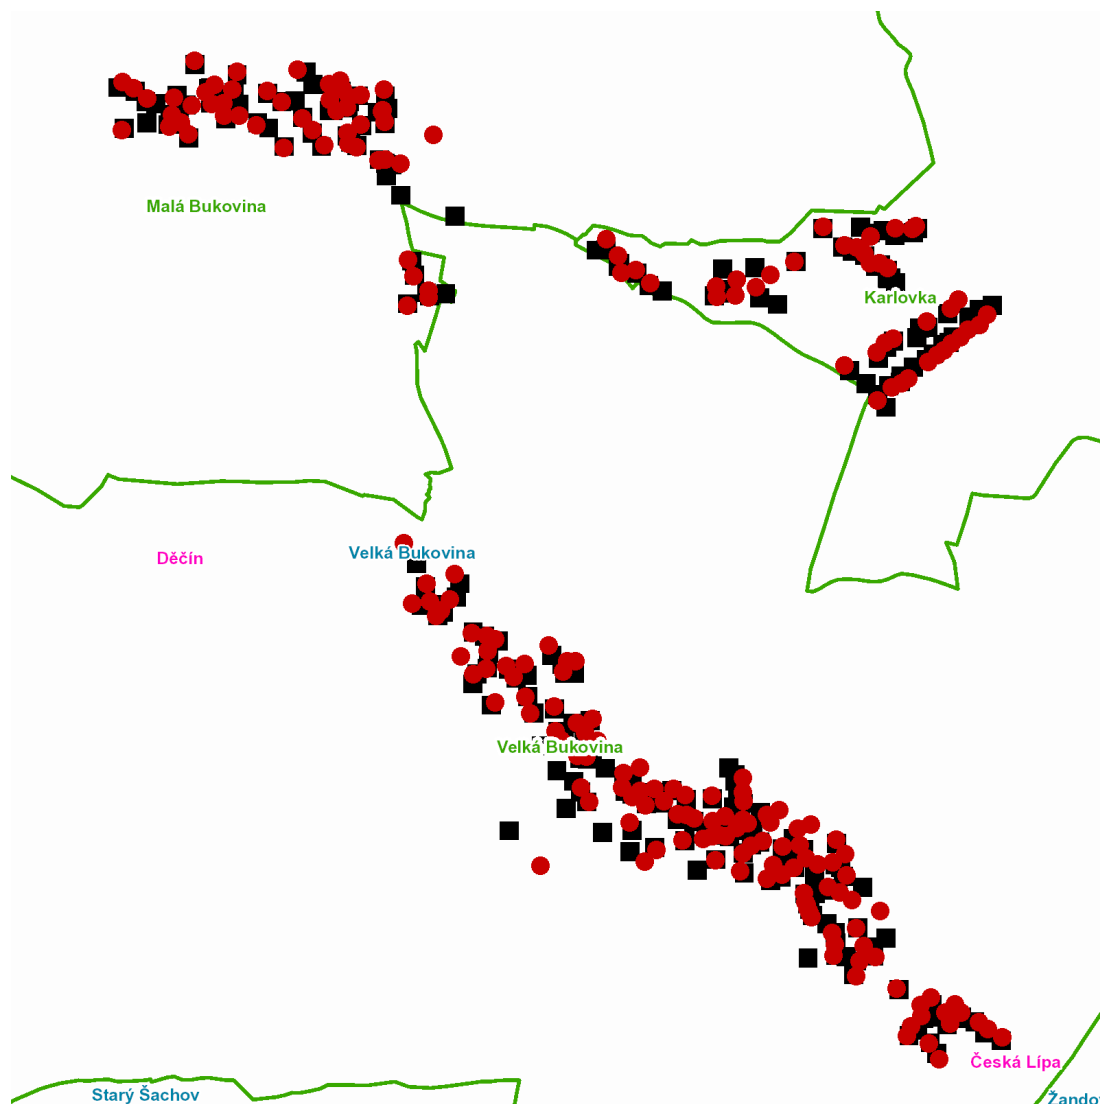 Malá Bukovina
Karlovka
Děčín
Velká Bukovina
Velká Bukovina
Česká Lípa
Starý Šachov